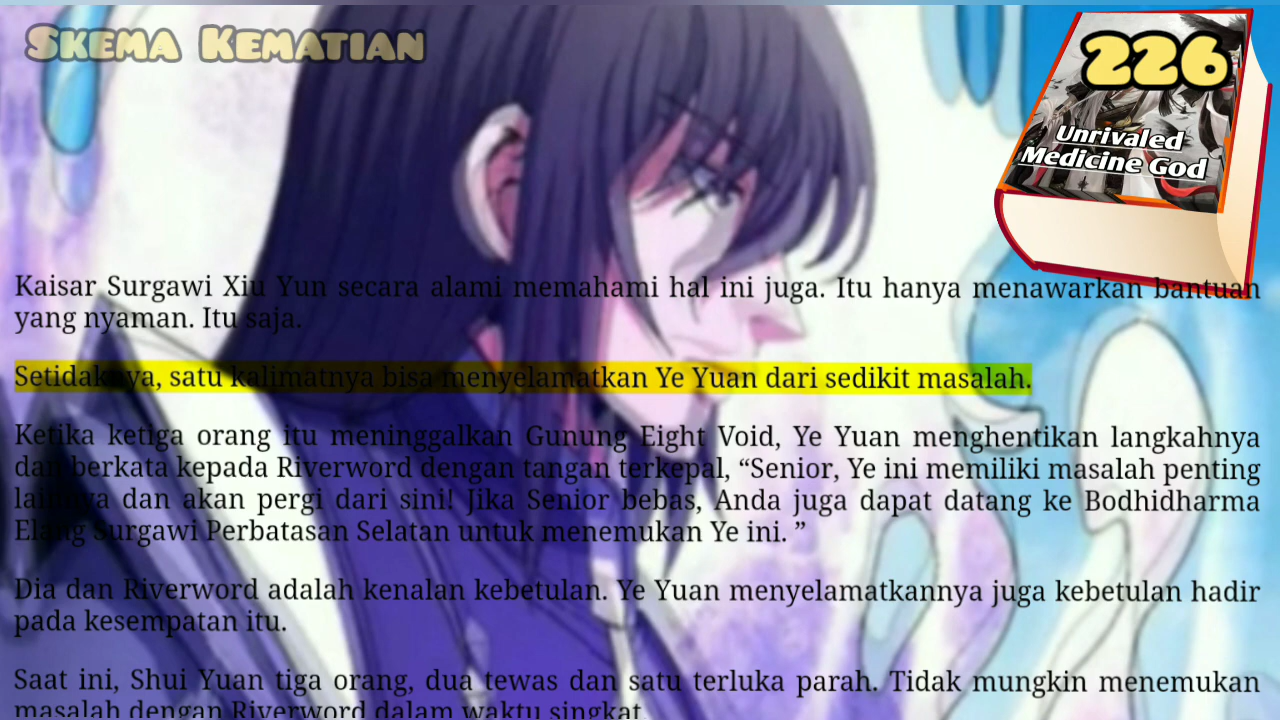 Skema Kematian
226
Unrivaled
Medicine God
Kaisar Surgawi Xiu Yun secara alami memahami hal ini juga. Itu hanya menawarkan bantuan
yang nyaman. Itu saja.
Setidaknya, satu kalimatnya bisa menyelamatkan Ye Yuan dari sedikit masalah.
Ketika ketiga orang itu meninggalkan Gunung Eight Void, Ye Yuan menghentikan langkahnya
dan berkata kepada Riverword dengan tangan terkepal, “Senior, Ye ini memiliki masalah penting
lainnya dan akan pergi dari sini! Jika Senior bebas, Anda juga dapat datang ke Bodhidharma
Elang Surgawi Perbatasan Selatan untuk menemukan Ye ini. ”
Dia dan Riverword adalah kenalan kebetulan. Ye Yuan menyelamatkannya juga kebetulan hadir
pada kesempatan itu.
Saat ini, Shui Yuan tiga orang, dua tewas dan satu terluka parah. Tidak mungkin menemukan
masalah dengan Riverword dalam waktu singkat.